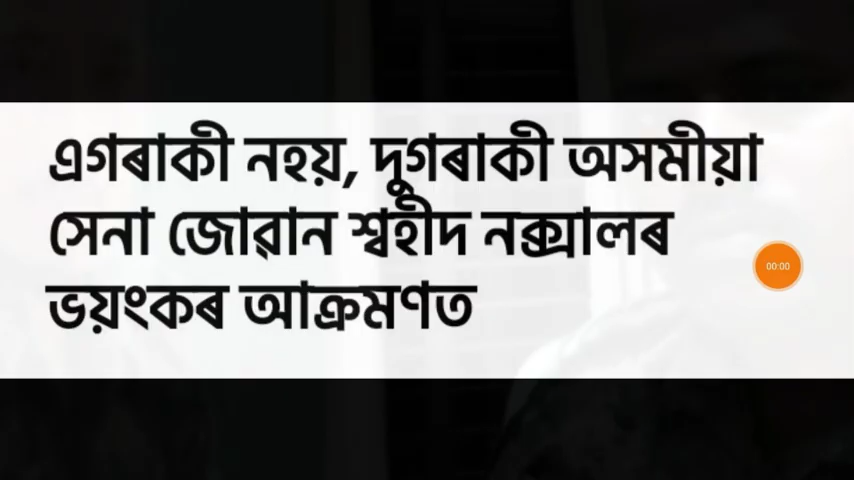 এগৰাকী নহয়, দুগৰাকী অসমীয়া
সেনা জোৱান শ্বহীদ নক্সালৰ
ভয়ংকৰ আক্ৰমণত
00:00